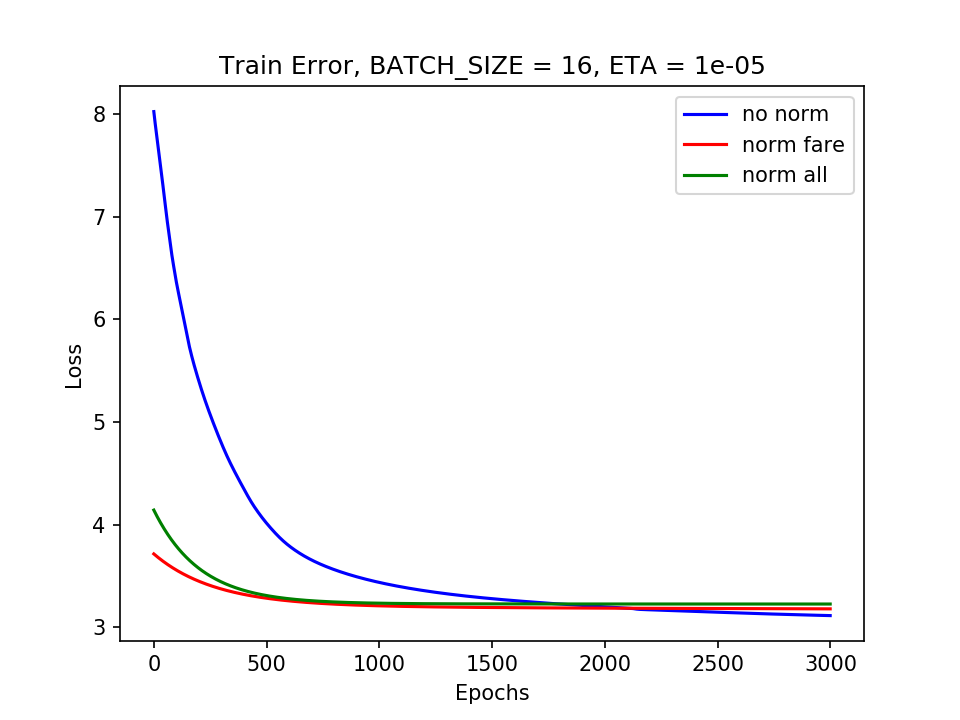 Train Error, BATCH_SIZE = 16, ETA = 1e-05
no norm
norm fare
norm all
Loss
8
7
6
5
4
3
0 500 1000 1500 2000 2500 3000
Epochs